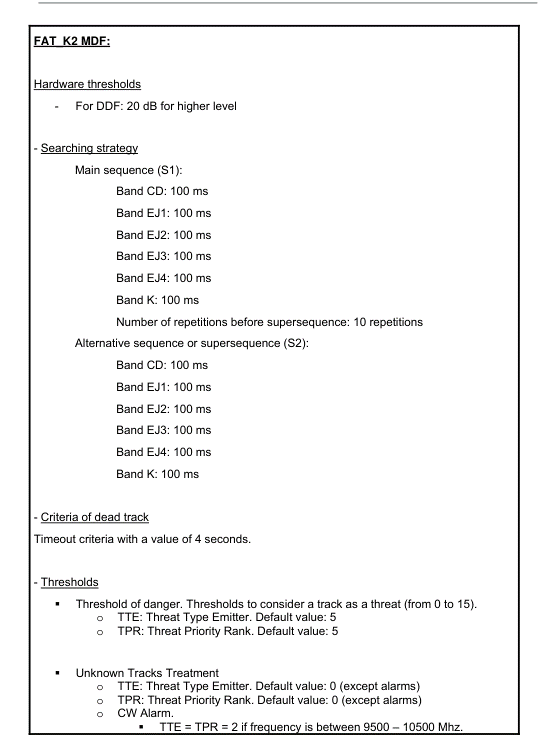 FAT_K2 MDF:
Hardware thresholds
- For DDF: 20 dB for higher level
- Searching strategy
Main sequence (S1):
Band CD: 100 ms
Band EJ1: 100 ms
Band EJ2: 100 ms
Band EJ3: 100 ms
Band EJ4: 100 ms
Band K: 100 ms
Number of repetitions before supersequence: 10 repetitions
Alternative sequence or supersequence (S2):
Band CD: 100 ms
Band EJ1: 100 ms
Band EJ2: 100 ms
Band EJ3: 100 ms
Band EJ4: 100 ms
Band K: 100 ms
- Criteria of dead track
Timeout criteria with a value of 4 seconds.
- Thresholds
▪ Threshold of danger. Thresholds to consider a track as a threat (from 0 to 15).
o TTE: Threat Type Emitter. Default value: 5
o TPR: Threat Priority Rank. Default value: 5
▪ Unknown Tracks Treatment
o TTE: Threat Type Emitter. Default value: 0 (except alarms)
o TPR: Threat Priority Rank. Default value: 0 (except alarms)
o CW Alarm.
▪ TTE = TPR = 2 if frequency is between 9500 – 10500 Mhz.